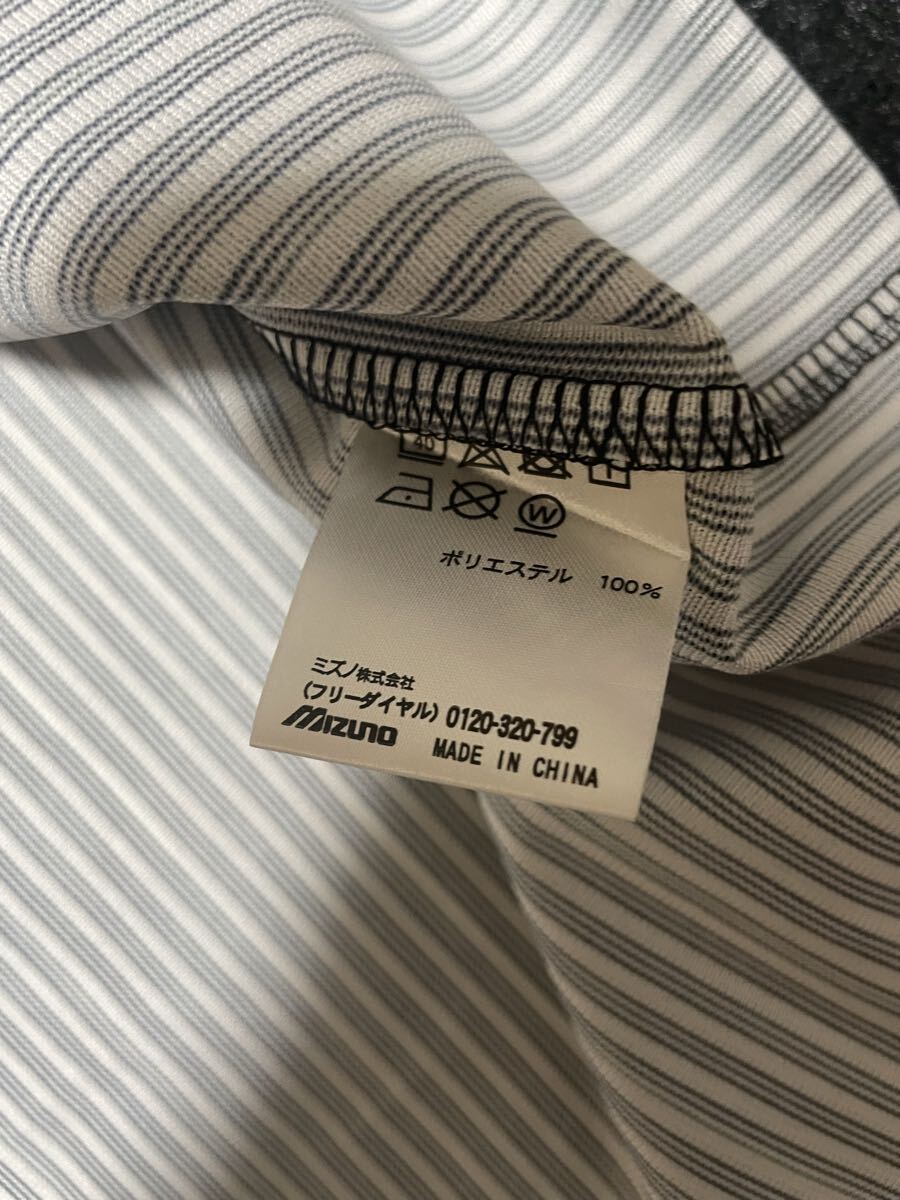 40
W
ポリエステル 100%
ミズノ株式会社
(フリーダイヤル) 0120-320-799
MIZUNO MADE IN CHINA